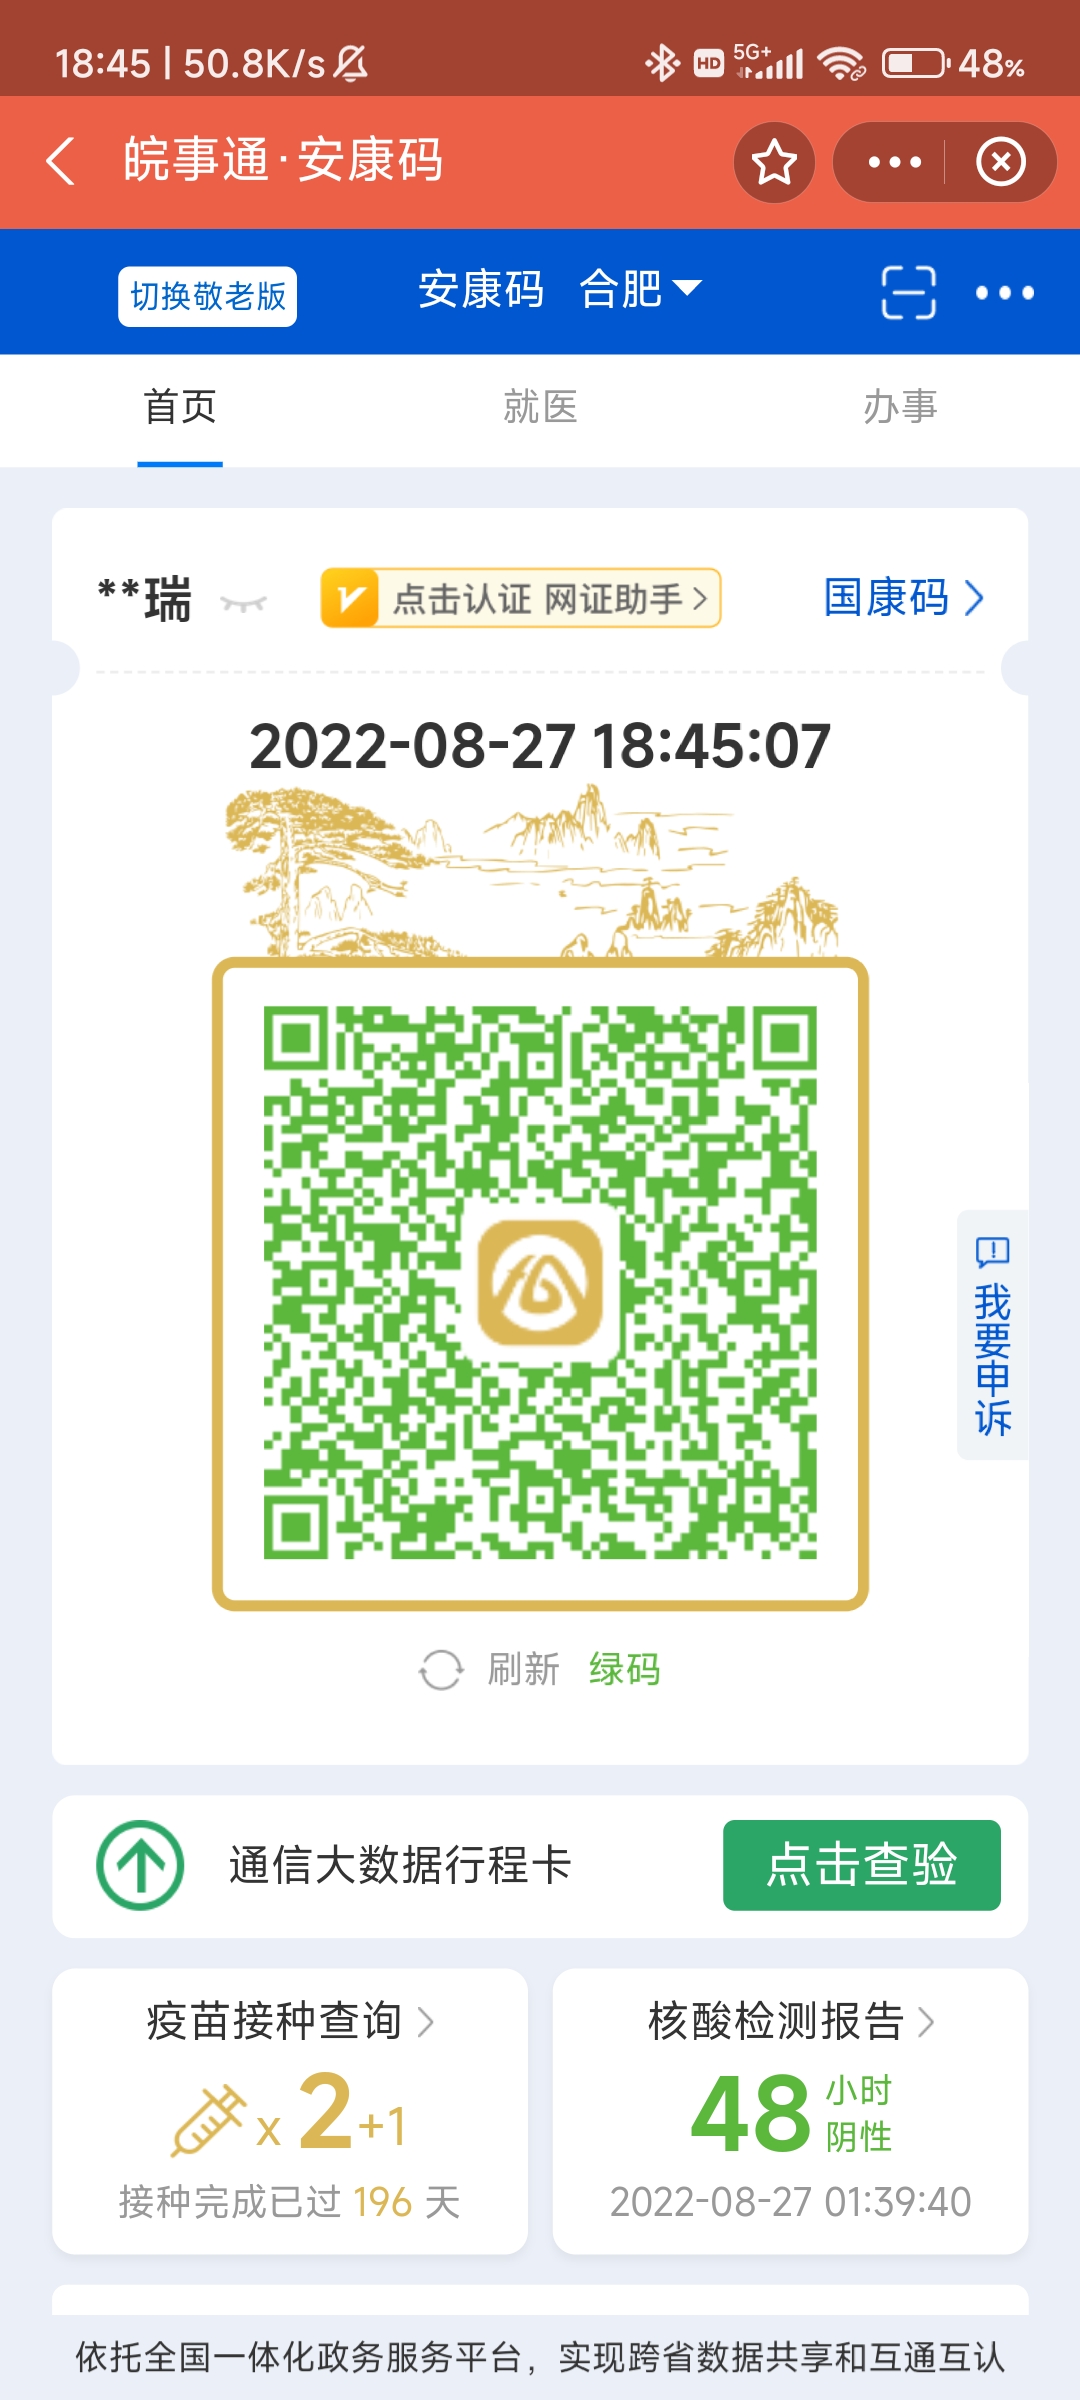 18:45 | 50.8K/s
HD 5G+ 48%
皖事通·安康码
切换敬老版 安康码 合肥
首页 就医 办事
**瑞 点击认证 网证助手 国康码
2022-08-27 18:45:07
我要申诉
刷新 绿码
通信大数据行程卡 点击查验
疫苗接种查询
x 2+1
接种完成已过 196 天
核酸检测报告
48 小时
阴性
2022-08-27 01:39:40
依托全国一体化政务服务平台，实现跨省数据共享和互通互认